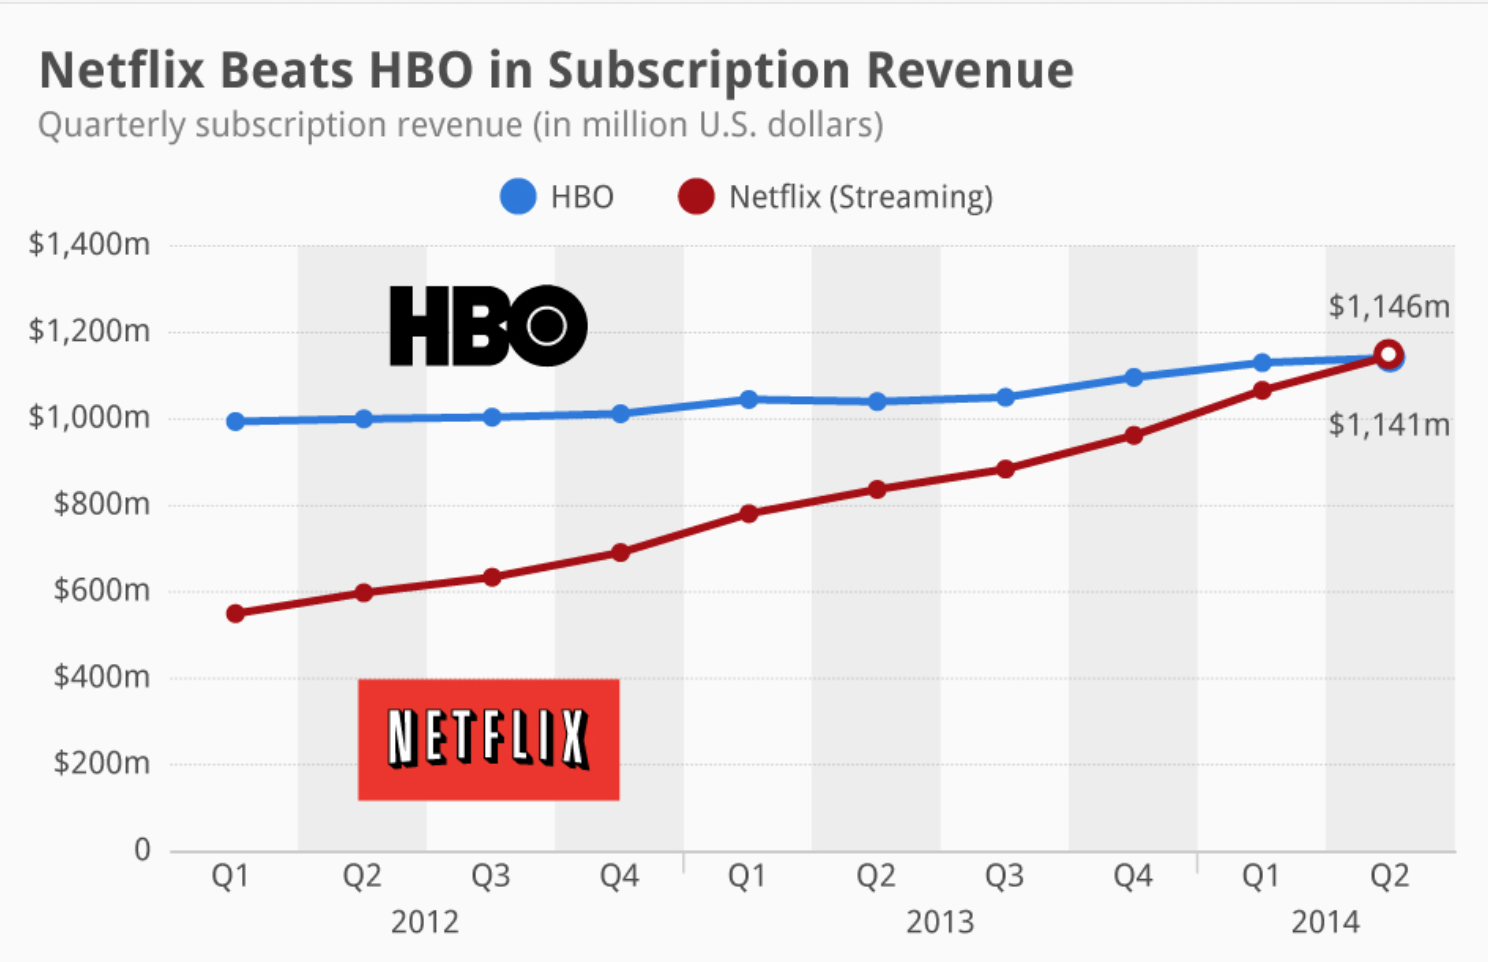 Netflix Beats HBO in Subscription Revenue
Quarterly subscription revenue (in million U.S. dollars)
HBO Netflix (Streaming)
$1,400m
$1,200m
$1,000m
$800m
$600m
$400m
$200m
0
HBO
NETFLIX
$1,146m
$1,141m
Q1 Q2 Q3 Q4 Q1 Q2 Q3 Q4 Q1 Q2
2012 2013 2014